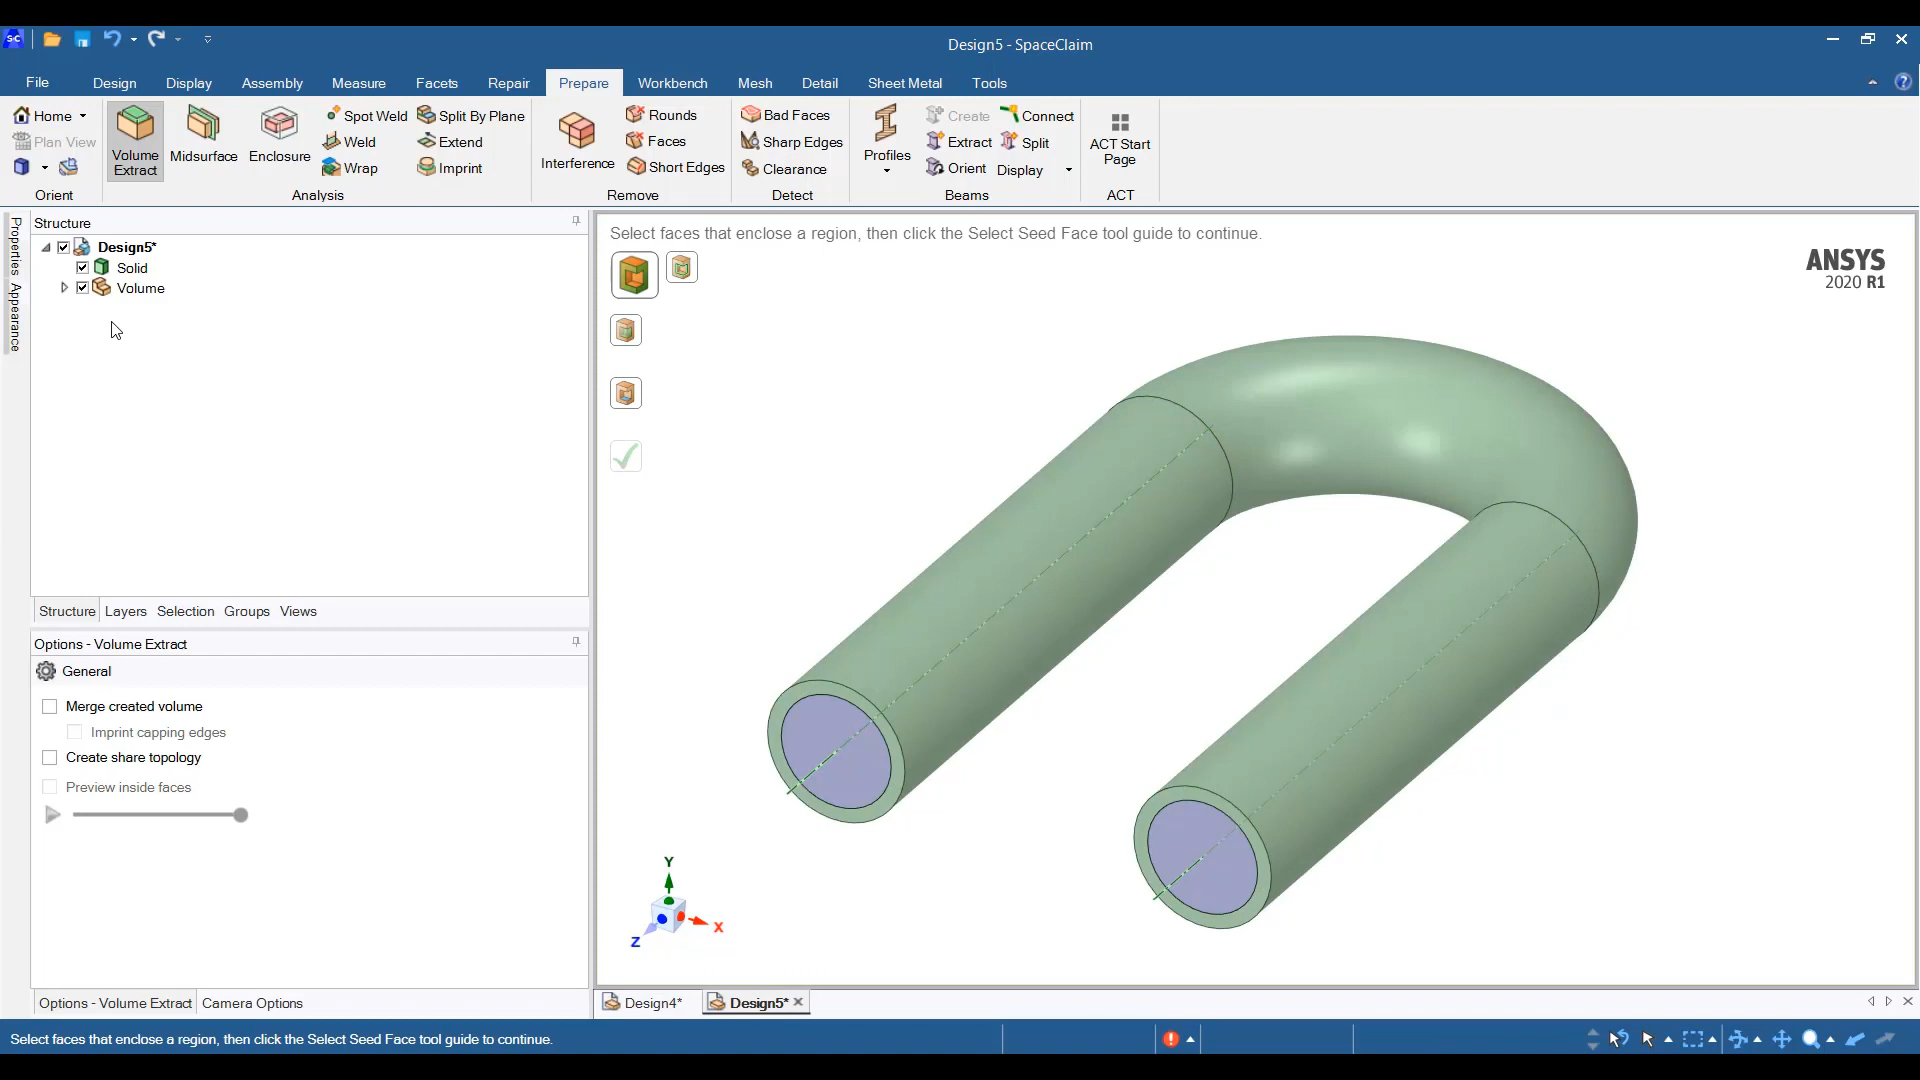 SC
Design5 - SpaceClaim
File Design Display Assembly Measure Facets Repair Prepare Workbench Mesh Detail Sheet Metal Tools
Home
Plan View
Orient
Volume Extract
Midsurface
Enclosure
Spot Weld
Weld
Wrap
Split By Plane
Extend
Imprint
Analysis
Interference
Rounds
Faces
Short Edges
Remove
Bad Faces
Sharp Edges
Clearance
Detect
Profiles
Create
Extract
Orient
Connect
Split
Display
Beams
ACT Start
Page
ACT
Properties
Appearance
Structure
Design5*
Solid
Volume
Structure Layers Selection Groups Views
Options - Volume Extract
General
Merge created volume
Imprint capping edges
Create share topology
Preview inside faces
Options - Volume Extract Camera Options
Select faces that enclose a region, then click the Select Seed Face tool guide to continue.
ANSYS
2020 R1
Y
X
Z
Design4* Design5*
Select faces that enclose a region, then click the Select Seed Face tool guide to continue.